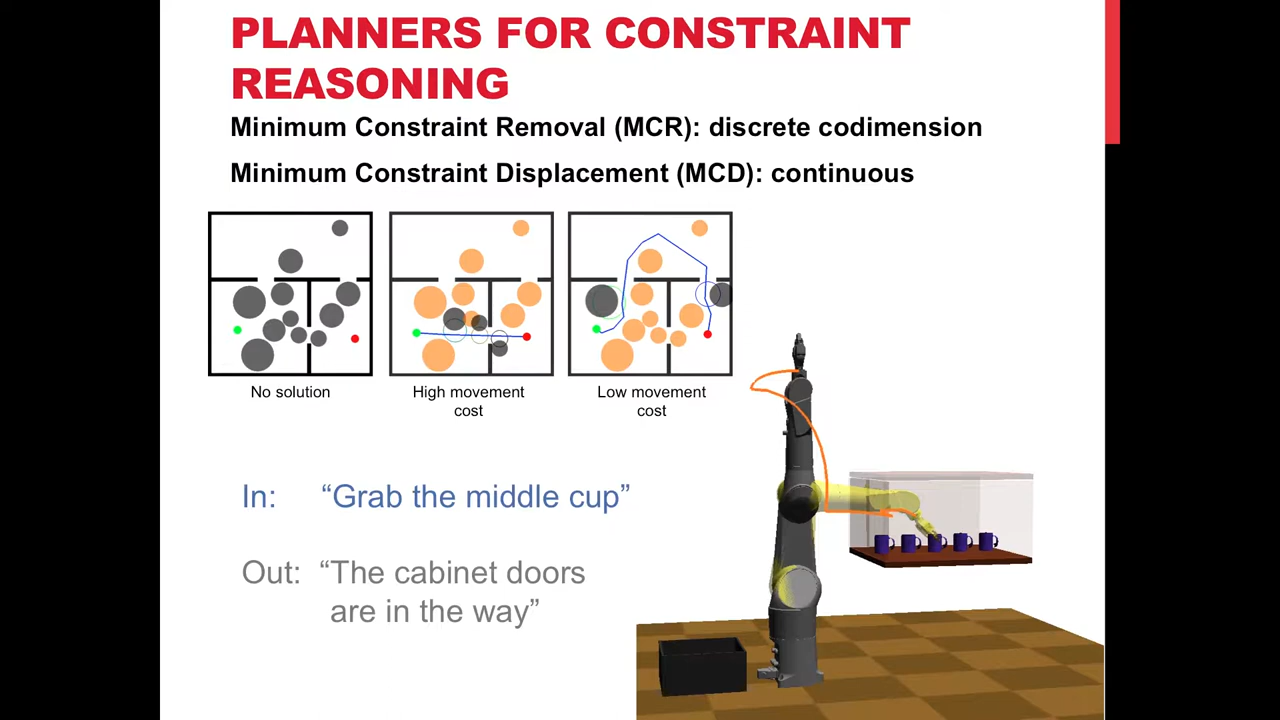 PLANNERS FOR CONSTRAINT
REASONING
Minimum Constraint Removal (MCR): discrete codimension
Minimum Constraint Displacement (MCD): continuous
No solution
High movement
cost
Low movement
cost
In: “Grab the middle cup”
Out: “The cabinet doors
are in the way”